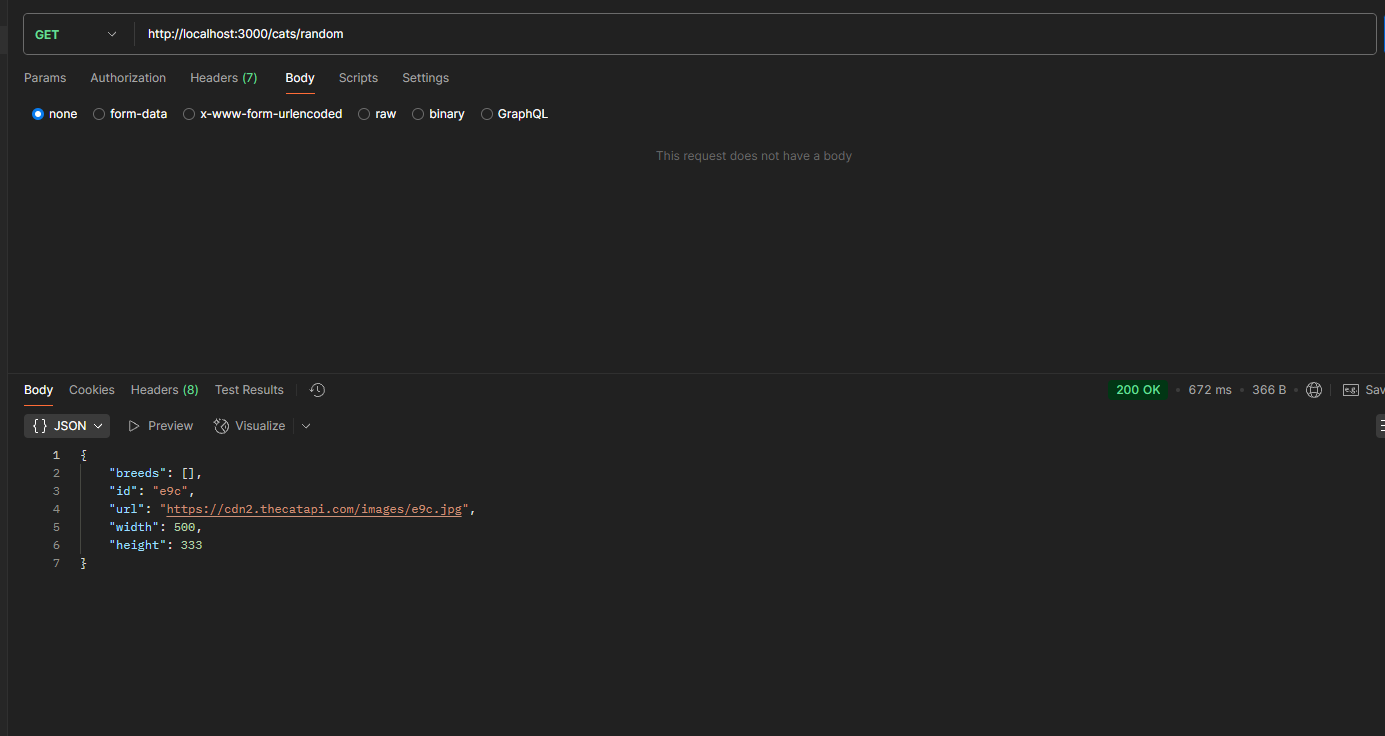 GET http://localhost:3000/cats/random
Params Authorization Headers (7) Body Scripts Settings
none form-data x-www-form-urlencoded raw binary GraphQL
This request does not have a body
Body Cookies Headers (8) Test Results 200 OK • 672 ms • 366 B • e.g. Sav
{} JSON Preview Visualize
1 {
2 "breeds": [],
3 "id": "e9c",
4 "url": "https://cdn2.thecatapi.com/images/e9c.jpg",
5 "width": 500,
6 "height": 333
7 }